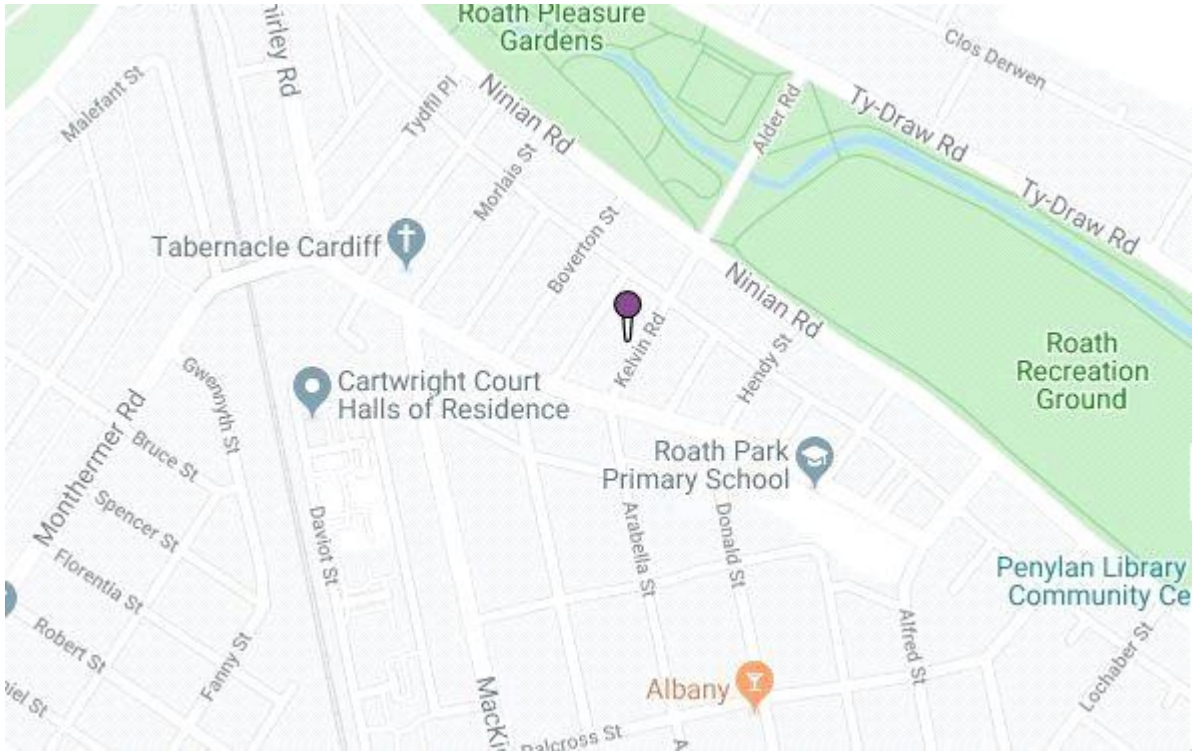 Roath Pleasure
Gardens
Clos Derwen
Malefant St
Tydfil Pl
Ninian Rd
Alder Rd
Ty-Draw Rd
Morlais St
Ty-Draw Rd
Tabernacle Cardiff
Boverton St
Ninian Rd
Kelvin Rd
Hendy St
Roath
Recreation
Ground
Gwennyth St
Cartwright Court
Halls of Residence
Monthermer Rd
Bruce St
Roath Park
Primary School
Spencer St
Daviot St
Arabella St
Donald St
Florentia St
Penylan Library
Community Ce
Robert St
Fanny St
Alfred St
Lochaber St
Albany